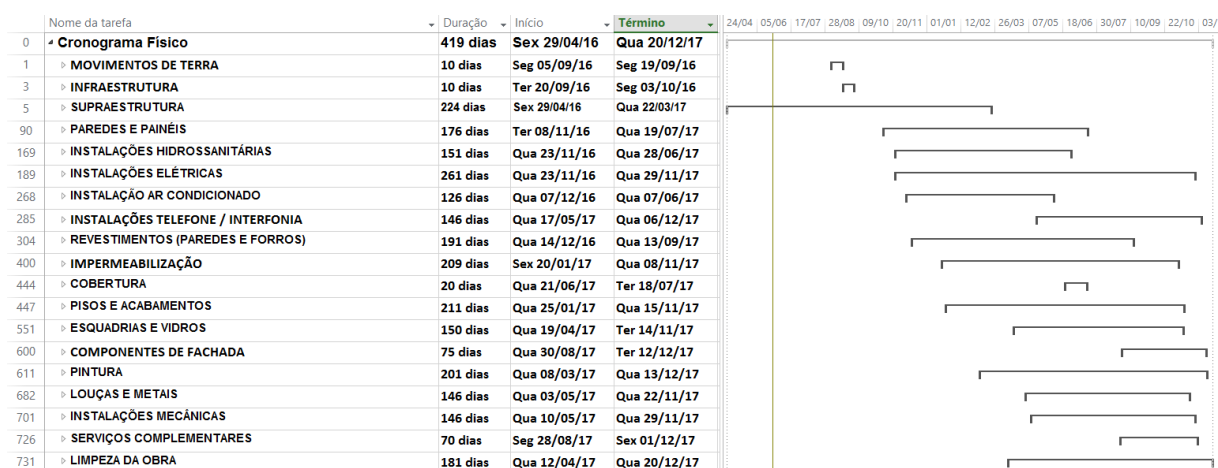 Nome da tarefa Duração Início Término 24/04 05/06 17/07 28/08 09/10 20/11 01/01 12/02 26/03 07/05 18/06 30/07 10/09 22/10 03/
0 Cronograma Físico 419 dias Sex 29/04/16 Qua 20/12/17
1 MOVIMENTOS DE TERRA 10 dias Seg 05/09/16 Seg 19/09/16
3 INFRAESTRUTURA 10 dias Ter 20/09/16 Seg 03/10/16
5 SUPRAESTRUTURA 224 dias Sex 29/04/16 Qua 22/03/17
90 PAREDES E PAINÉIS 176 dias Ter 08/11/16 Qua 19/07/17
169 INSTALAÇÕES HIDROSSANITÁRIAS 151 dias Qua 23/11/16 Qua 28/06/17
189 INSTALAÇÕES ELÉTRICAS 261 dias Qua 23/11/16 Qua 29/11/17
268 INSTALAÇÃO AR CONDICIONADO 126 dias Qua 07/12/16 Qua 07/06/17
285 INSTALAÇÕES TELEFONE / INTERFONIA 146 dias Qua 17/05/17 Qua 06/12/17
304 REVESTIMENTOS (PAREDES E FORROS) 191 dias Qua 14/12/16 Qua 13/09/17
400 IMPERMEABILIZAÇÃO 209 dias Sex 20/01/17 Qua 08/11/17
444 COBERTURA 20 dias Qua 21/06/17 Ter 18/07/17
447 PISOS E ACABAMENTOS 211 dias Qua 25/01/17 Qua 15/11/17
551 ESQUADRIAS E VIDROS 150 dias Qua 19/04/17 Ter 14/11/17
600 COMPONENTES DE FACHADA 75 dias Qua 30/08/17 Ter 12/12/17
611 PINTURA 201 dias Qua 08/03/17 Qua 13/12/17
682 LOUÇAS E METAIS 146 dias Qua 03/05/17 Qua 22/11/17
701 INSTALAÇÕES MECÂNICAS 146 dias Qua 10/05/17 Qua 29/11/17
726 SERVIÇOS COMPLEMENTARES 70 dias Seg 28/08/17 Sex 01/12/17
731 LIMPEZA DA OBRA 181 dias Qua 12/04/17 Qua 20/12/17